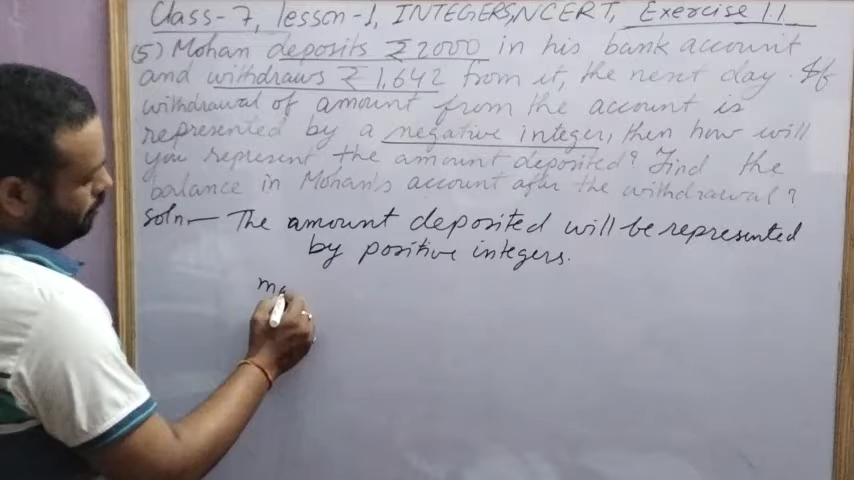 Class-7, lesson-1, INTEGERS, NCERT, Exercise 1.1
(5) Mohan deposits ₹2000 in his bank account
and withdraws ₹1,642 from it, the next day. If
withdrawal of amount from the account is
represented by a negative integer, then how will
you represent the amount deposited? Find the
balance in Mohan's account after the withdrawal?
Soln— The amount deposited will be represented
by positive integers.